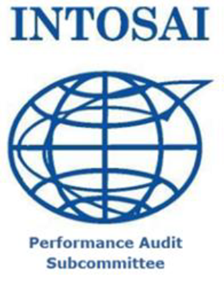 INTOSAI
Performance Audit
Subcommittee